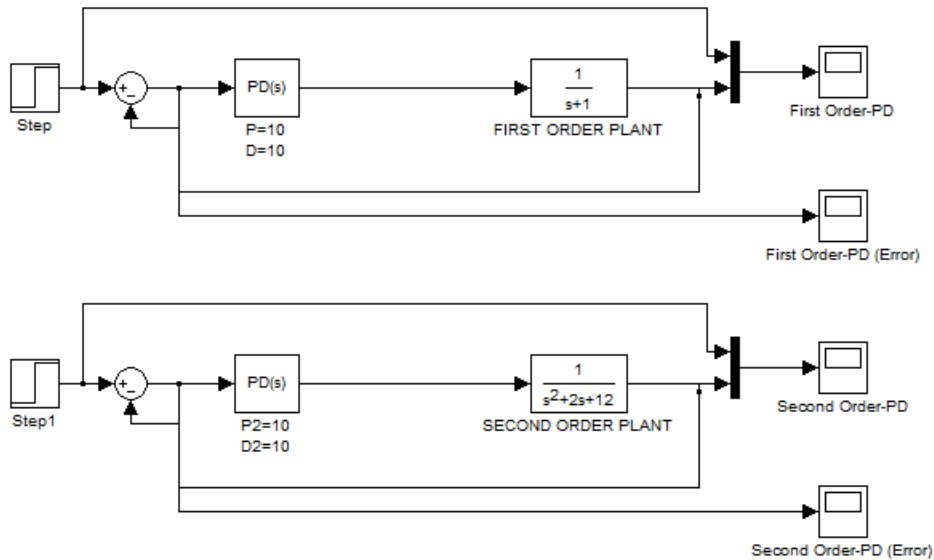 Step
+
−
PD(s)
P=10
D=10
1
s+1
FIRST ORDER PLANT
First Order-PD
First Order-PD (Error)
Step1
+
−
PD(s)
P2=10
D2=10
1
s²+2s+12
SECOND ORDER PLANT
Second Order-PD
Second Order-PD (Error)